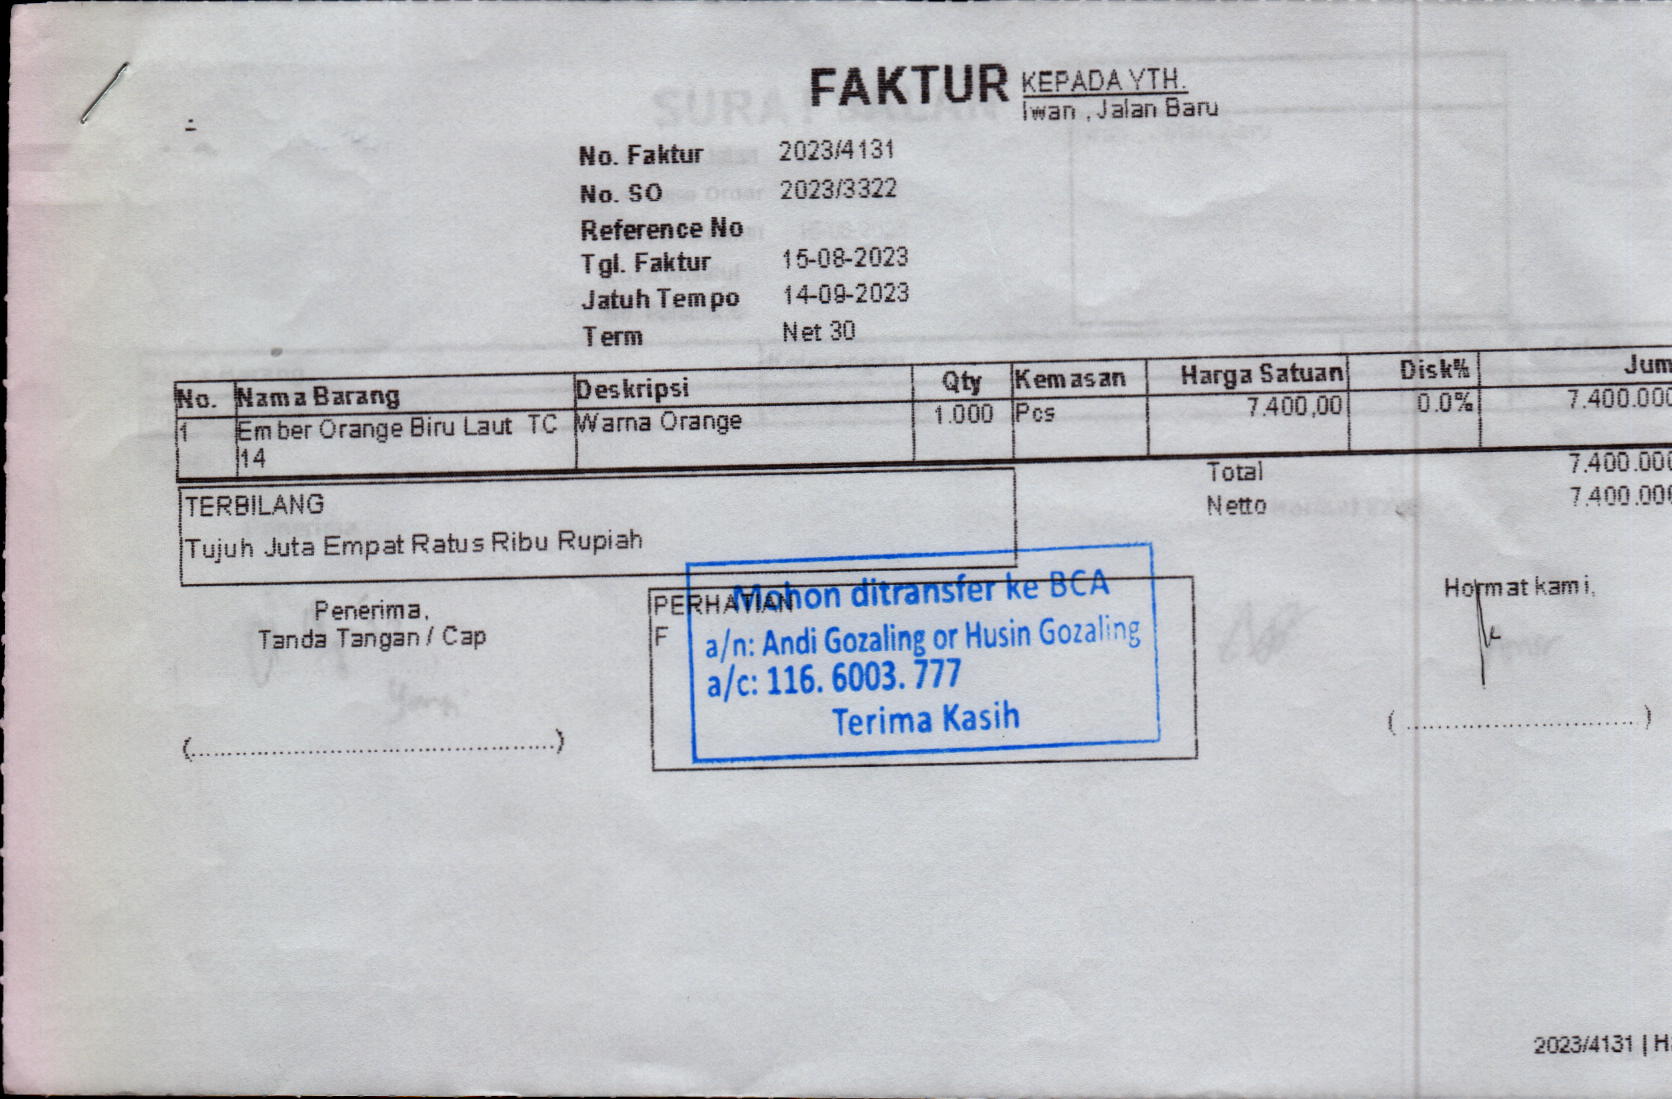 FAKTUR
KEPADA YTH.
Iwan , Jalan Baru
No. Faktur 2023/4131
No. SO 2023/3322
Reference No
Tgl. Faktur 15-08-2023
Jatuh Tempo 14-09-2023
Term Net 30
No. Nama Barang Deskripsi Qty Kemasan Harga Satuan Disk% Jum
1 Ember Orange Biru Laut TC Warna Orange 1.000 Pcs 7.400,00 0.0% 7.400.000
14
Total 7.400.000
Netto 7.400.000
TERBILANG
Tujuh Juta Empat Ratus Ribu Rupiah
Penerima,
Tanda Tangan / Cap
(..................................................)
PERHATIAN
F
Mohon ditransfer ke BCA
a/n: Andi Gozaling or Husin Gozaling
a/c: 116. 6003. 777
Terima Kasih
Hormat kami,
( ................................ )
2023/4131 | H